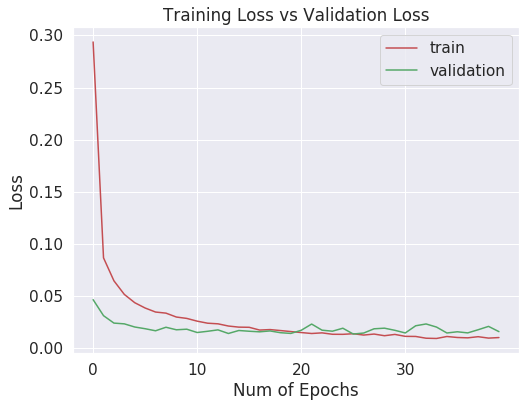 Training Loss vs Validation Loss
0.30
0.25
0.20
0.15
0.10
0.05
0.00
Loss
train
validation
0
10
20
30
Num of Epochs